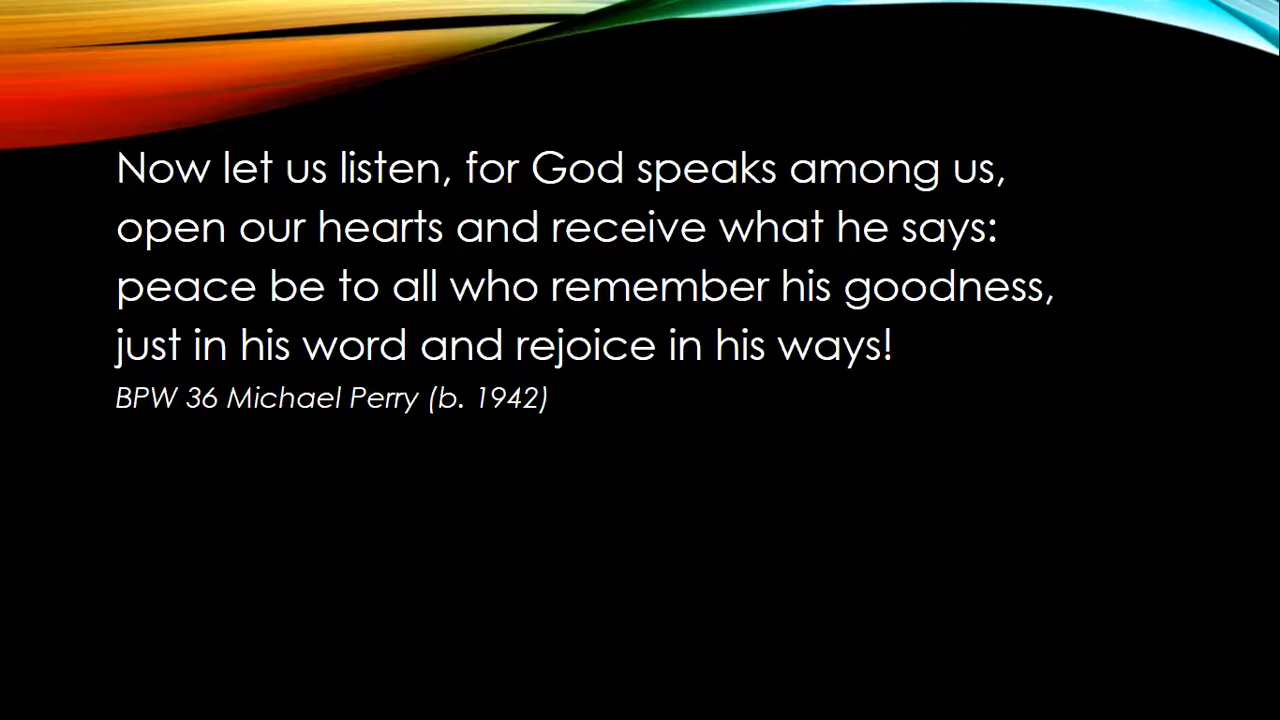 Now let us listen, for God speaks among us,
open our hearts and receive what he says:
peace be to all who remember his goodness,
just in his word and rejoice in his ways!
BPW 36 Michael Perry (b. 1942)